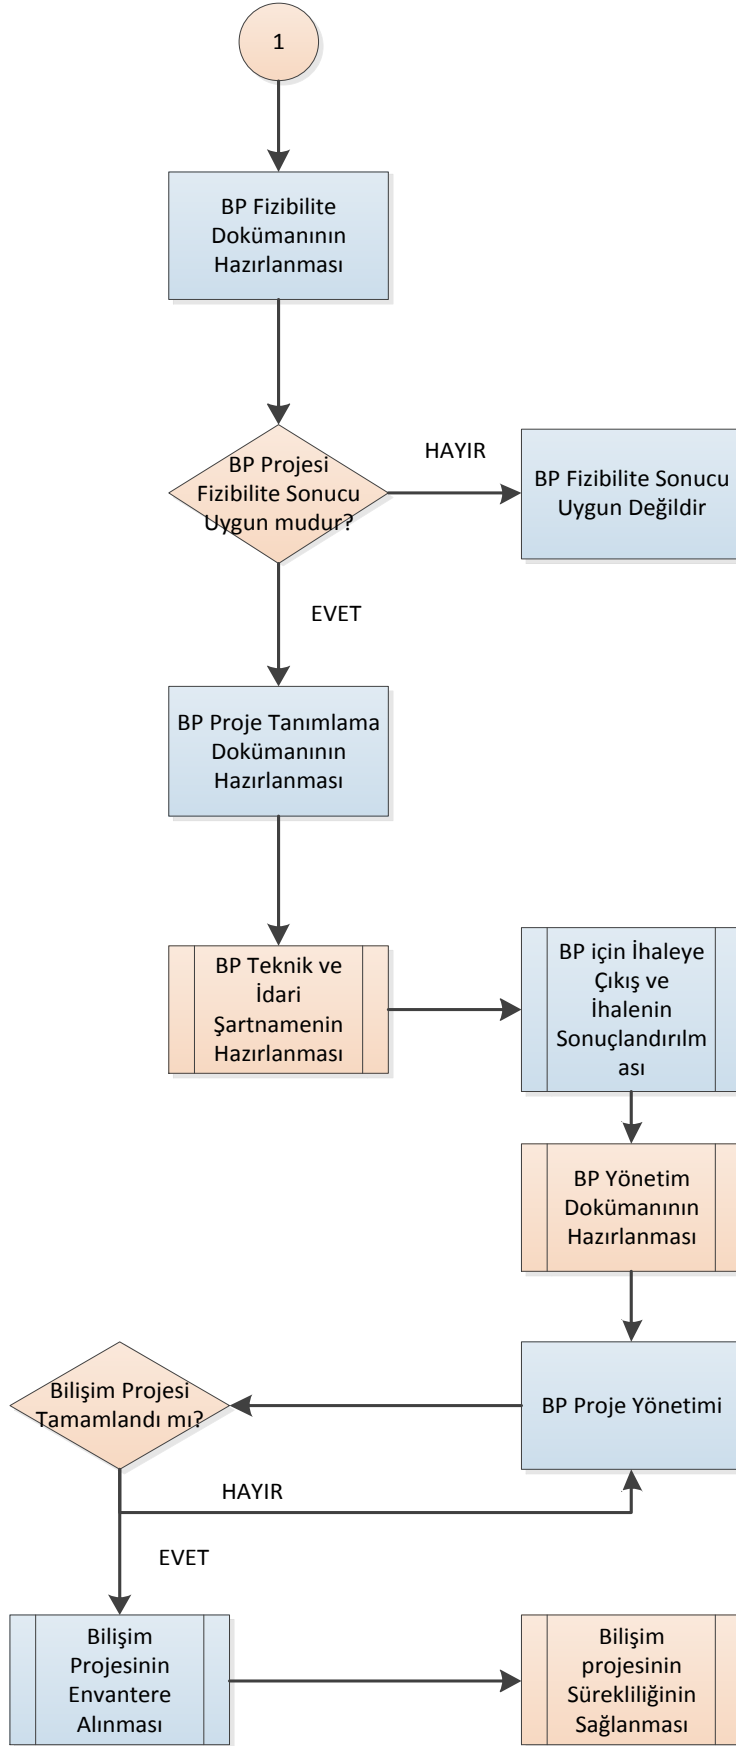 1
BP Fizibilite
Dokümanının
Hazırlanması
BP Projesi
Fizibilite Sonucu
Uygun mudur?
HAYIR
BP Fizibilite Sonucu
Uygun Değildir
EVET
BP Proje Tanımlama
Dokümanının
Hazırlanması
BP Teknik ve
İdari
Şartnamenin
Hazırlanması
BP için İhaleye
Çıkış ve
İhalenin
Sonuçlandırılm
ası
BP Yönetim
Dokümanının
Hazırlanması
BP Proje Yönetimi
Bilişim Projesi
Tamamlandı mı?
HAYIR
EVET
Bilişim
Projesinin
Envantere
Alınması
Bilişim
projesinin
Sürekliliğinin
Sağlanması